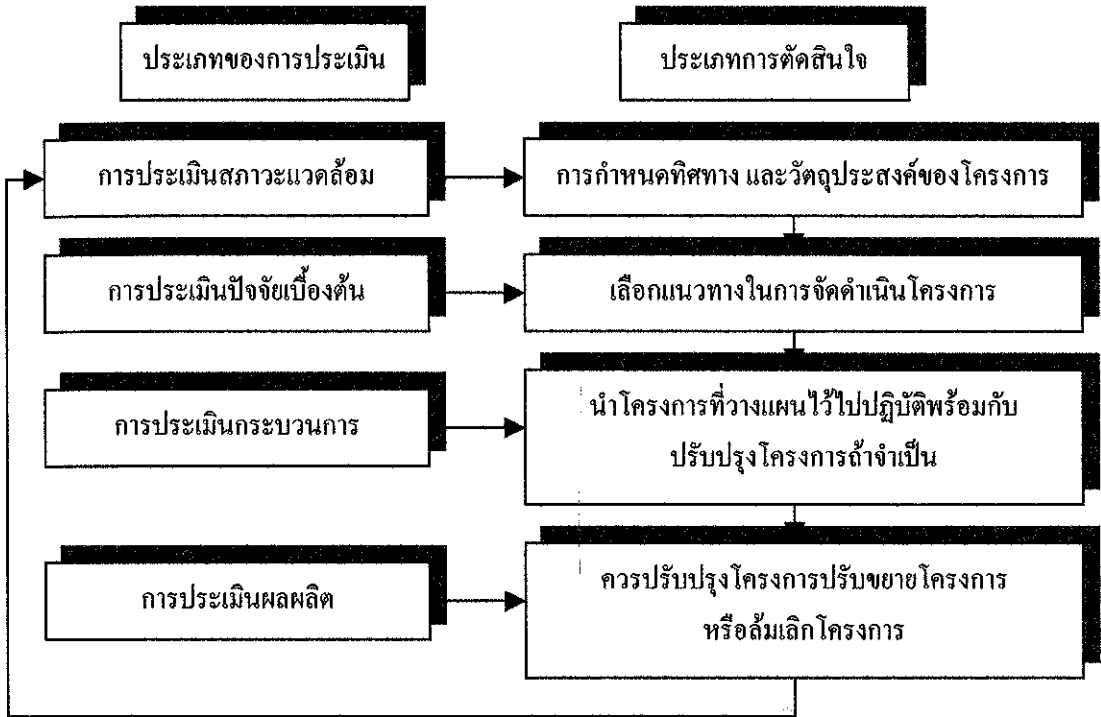 ประเภทของการประเมิน
ประเภทการตัดสินใจ
การประเมินสภาวะแวดล้อม
การกำหนดทิศทาง และวัตถุประสงค์ของโครงการ
การประเมินปัจจัยเบื้องต้น
เลือกแนวทางในการจัดดำเนินโครงการ
การประเมินกระบวนการ
นำโครงการที่วางแผนไว้ไปปฏิบัติพร้อมกับ
ปรับปรุงโครงการถ้าจำเป็น
การประเมินผลผลิต
ควรปรับปรุงโครงการปรับขยายโครงการ
หรือล้มเลิกโครงการ